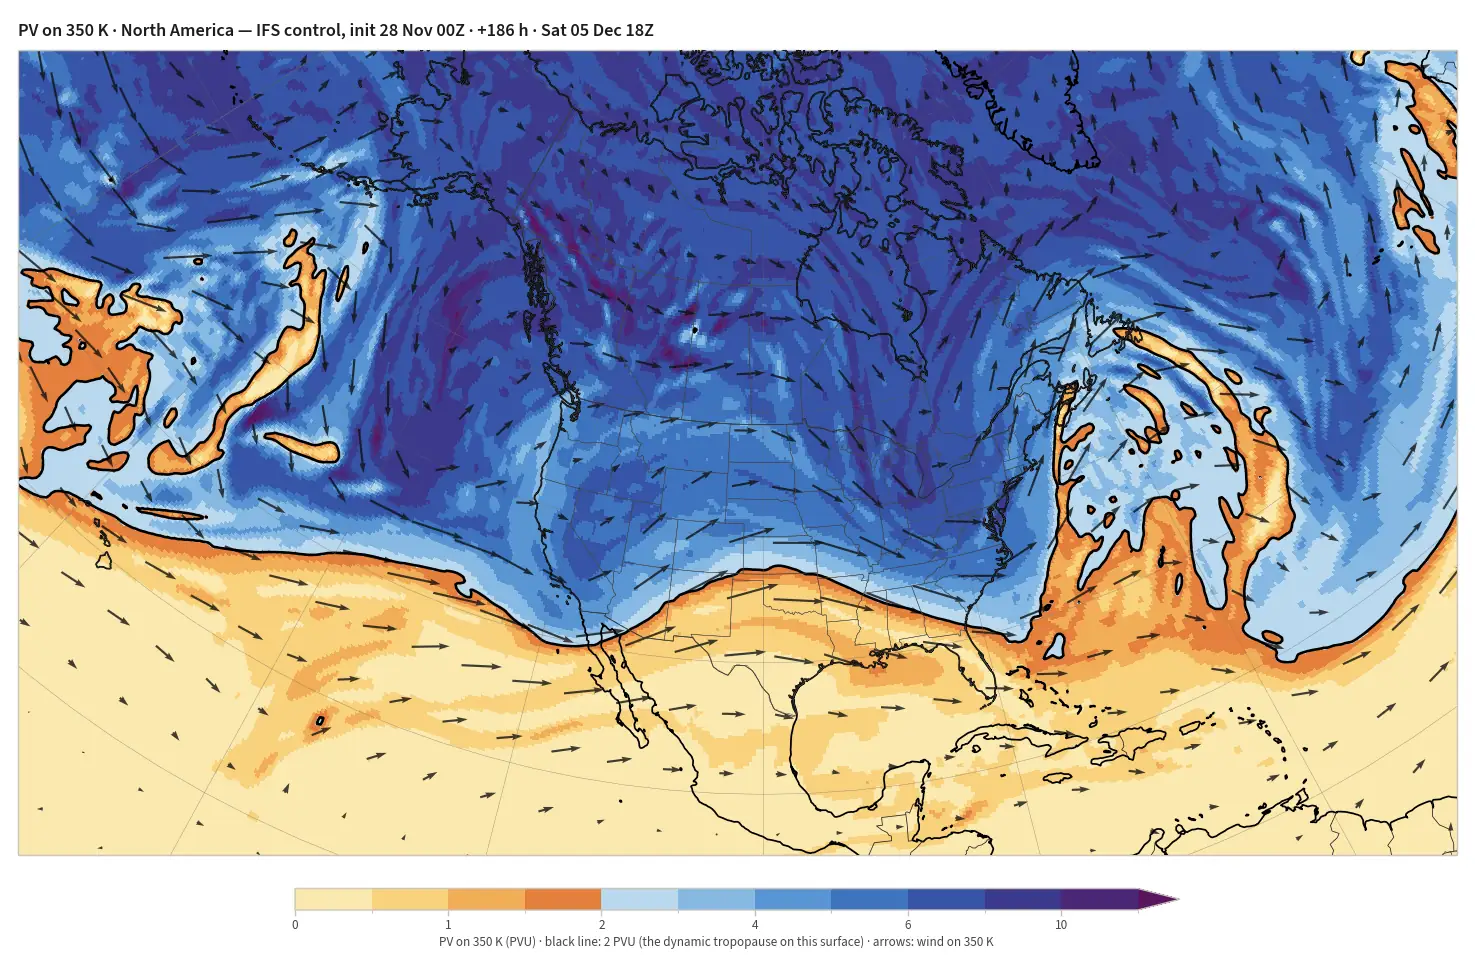 PV on 350 K · North America — IFS control, init 28 Nov 00Z · +186 h · Sat 05 Dec 18Z
0 1 2 4 6 10
PV on 350 K (PVU) · black line: 2 PVU (the dynamic tropopause on this surface) · arrows: wind on 350 K